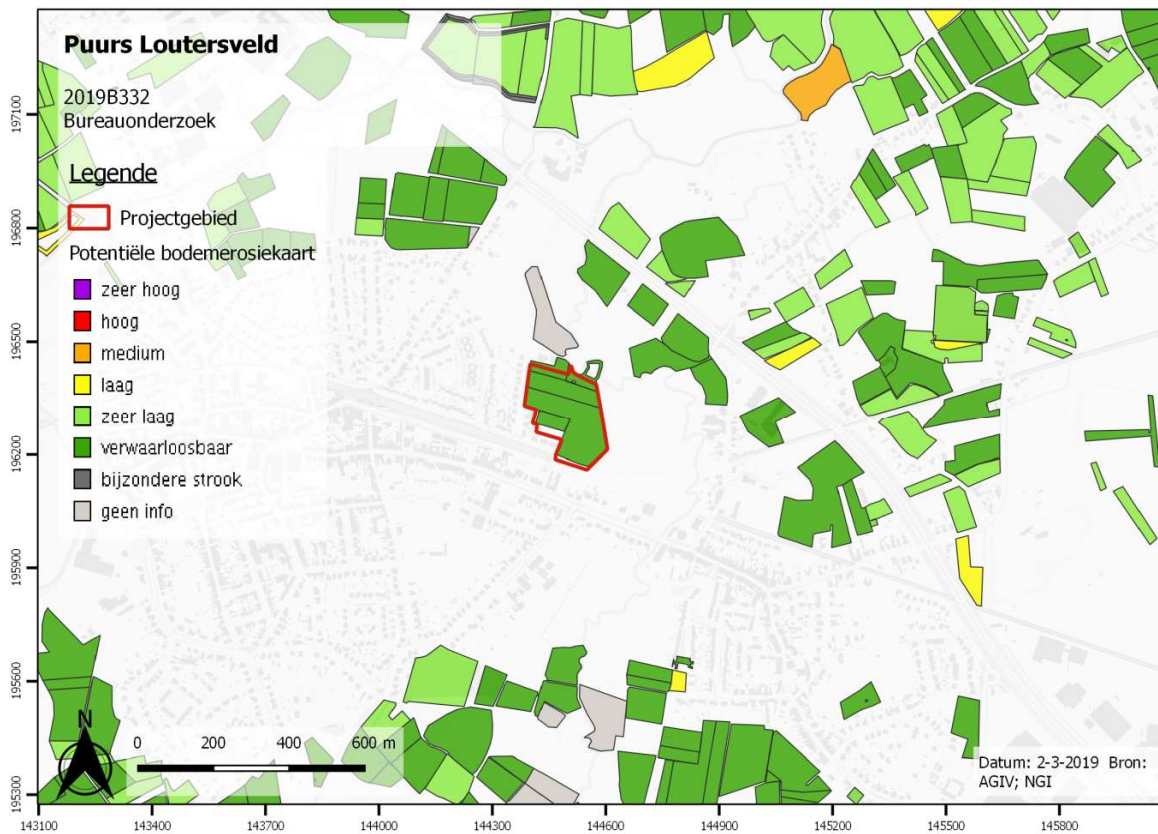 Puurs Loutersveld
2019B332
Bureauonderzoek
Legende
Projectgebied
Potentiële bodemerosiekaart
zeer hoog
hoog
medium
laag
zeer laag
verwaarloosbaar
bijzondere strook
geen info
197100
196800
196500
196200
195900
195600
195300
N
0 200 400 600 m
Datum: 2-3-2019 Bron:
AGIV; NGI
143100 143400 143700 144000 144300 144600 144900 145200 145500 145800